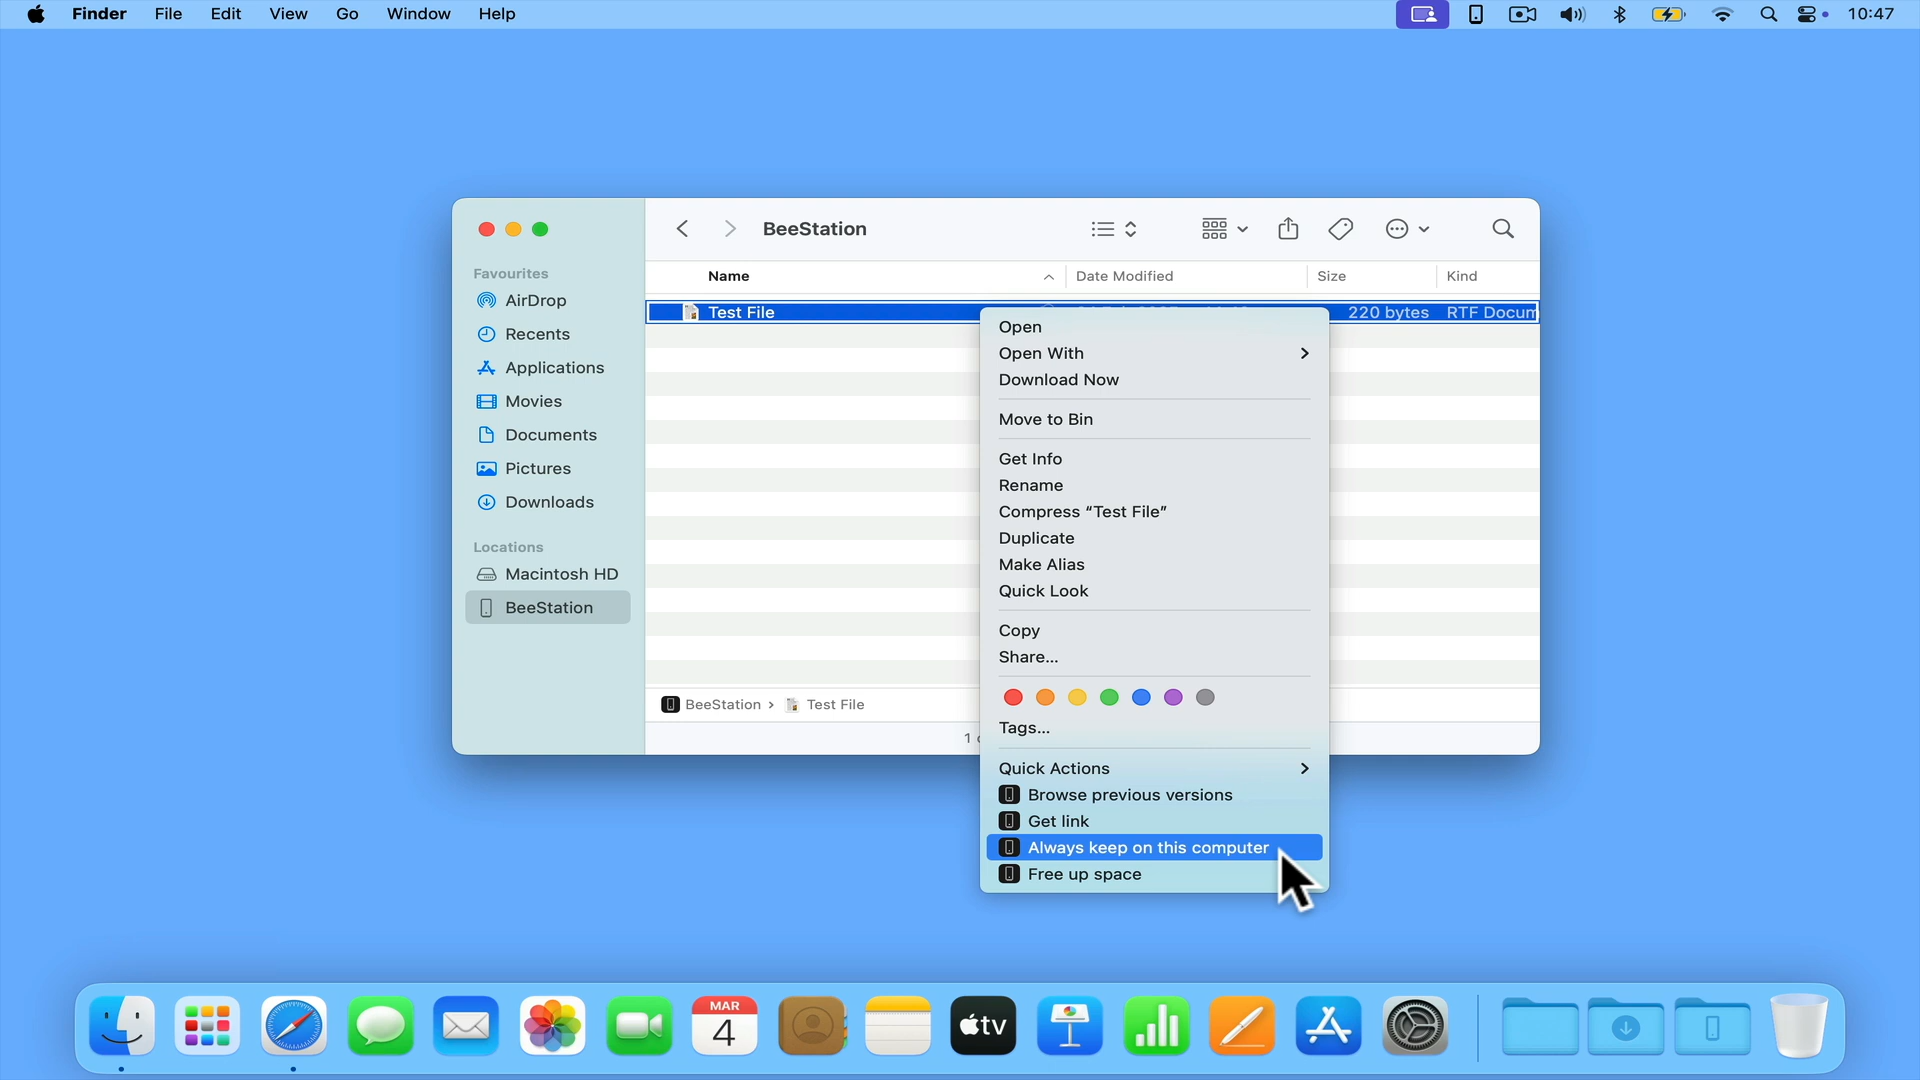 Finder File Edit View Go Window Help 10:47
BeeStation
Favourites
AirDrop
Recents
Applications
Movies
Documents
Pictures
Downloads
Locations
Macintosh HD
BeeStation
Name Date Modified Size Kind
Test File 220 bytes RTF Docum
Open
Open With
Download Now
Move to Bin
Get Info
Rename
Compress “Test File”
Duplicate
Make Alias
Quick Look
Copy
Share...
Tags...
Quick Actions
Browse previous versions
Get link
Always keep on this computer
Free up space
BeeStation › Test File
1
MAR
4
tv